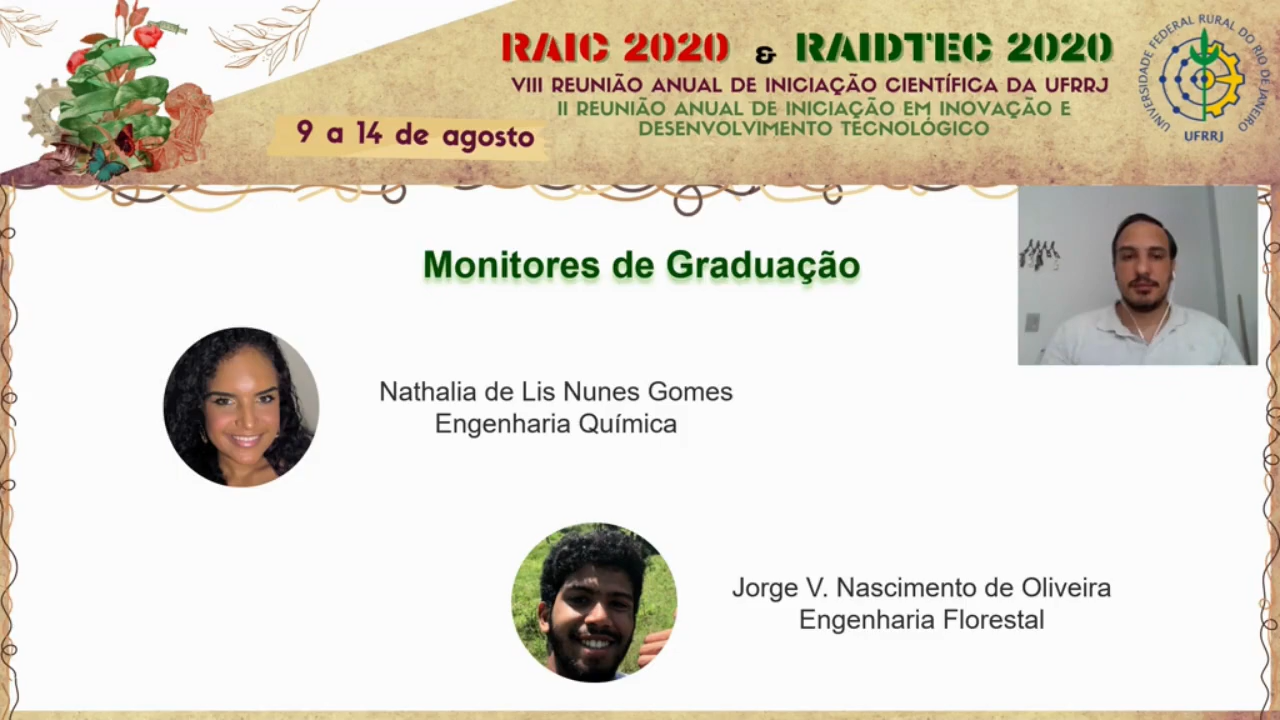 RAIC 2020 & RAIDTEC 2020
VIII REUNIÃO ANUAL DE INICIAÇÃO CIENTÍFICA DA UFRRJ
II REUNIÃO ANUAL DE INICIAÇÃO EM INOVAÇÃO E
DESENVOLVIMENTO TECNOLÓGICO
9 a 14 de agosto
UNIVERSIDADE FEDERAL RURAL DO RIO DE JANEIRO
UFRRJ
Monitores de Graduação
Nathalia de Lis Nunes Gomes
Engenharia Química
Jorge V. Nascimento de Oliveira
Engenharia Florestal